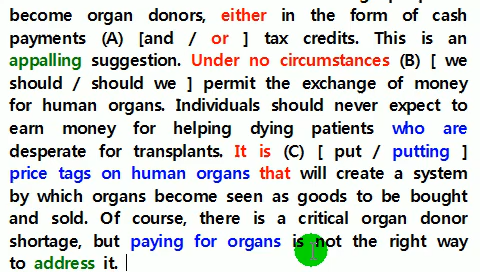 become organ donors, either in the form of cash
payments (A) [and / or ] tax credits. This is an
appalling suggestion. Under no circumstances (B) [ we
should / should we ] permit the exchange of money
for human organs. Individuals should never expect to
earn money for helping dying patients who are
desperate for transplants. It is (C) [ put / putting ]
price tags on human organs that will create a system
by which organs become seen as goods to be bought
and sold. Of course, there is a critical organ donor
shortage, but paying for organs is not the right way
to address it.